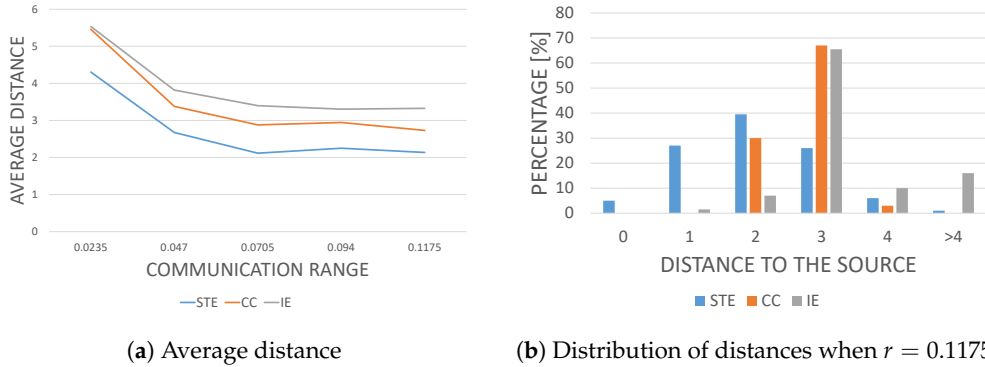 6
5
4
3
2
1
0
AVERAGE DISTANCE
0.0235 0.047 0.0705 0.094 0.1175
COMMUNICATION RANGE
STE CC IE
(a) Average distance
80
70
60
50
40
30
20
10
0
PERCENTAGE [%]
0 1 2 3 4 >4
DISTANCE TO THE SOURCE
STE CC IE
(b) Distribution of distances when r = 0.1175